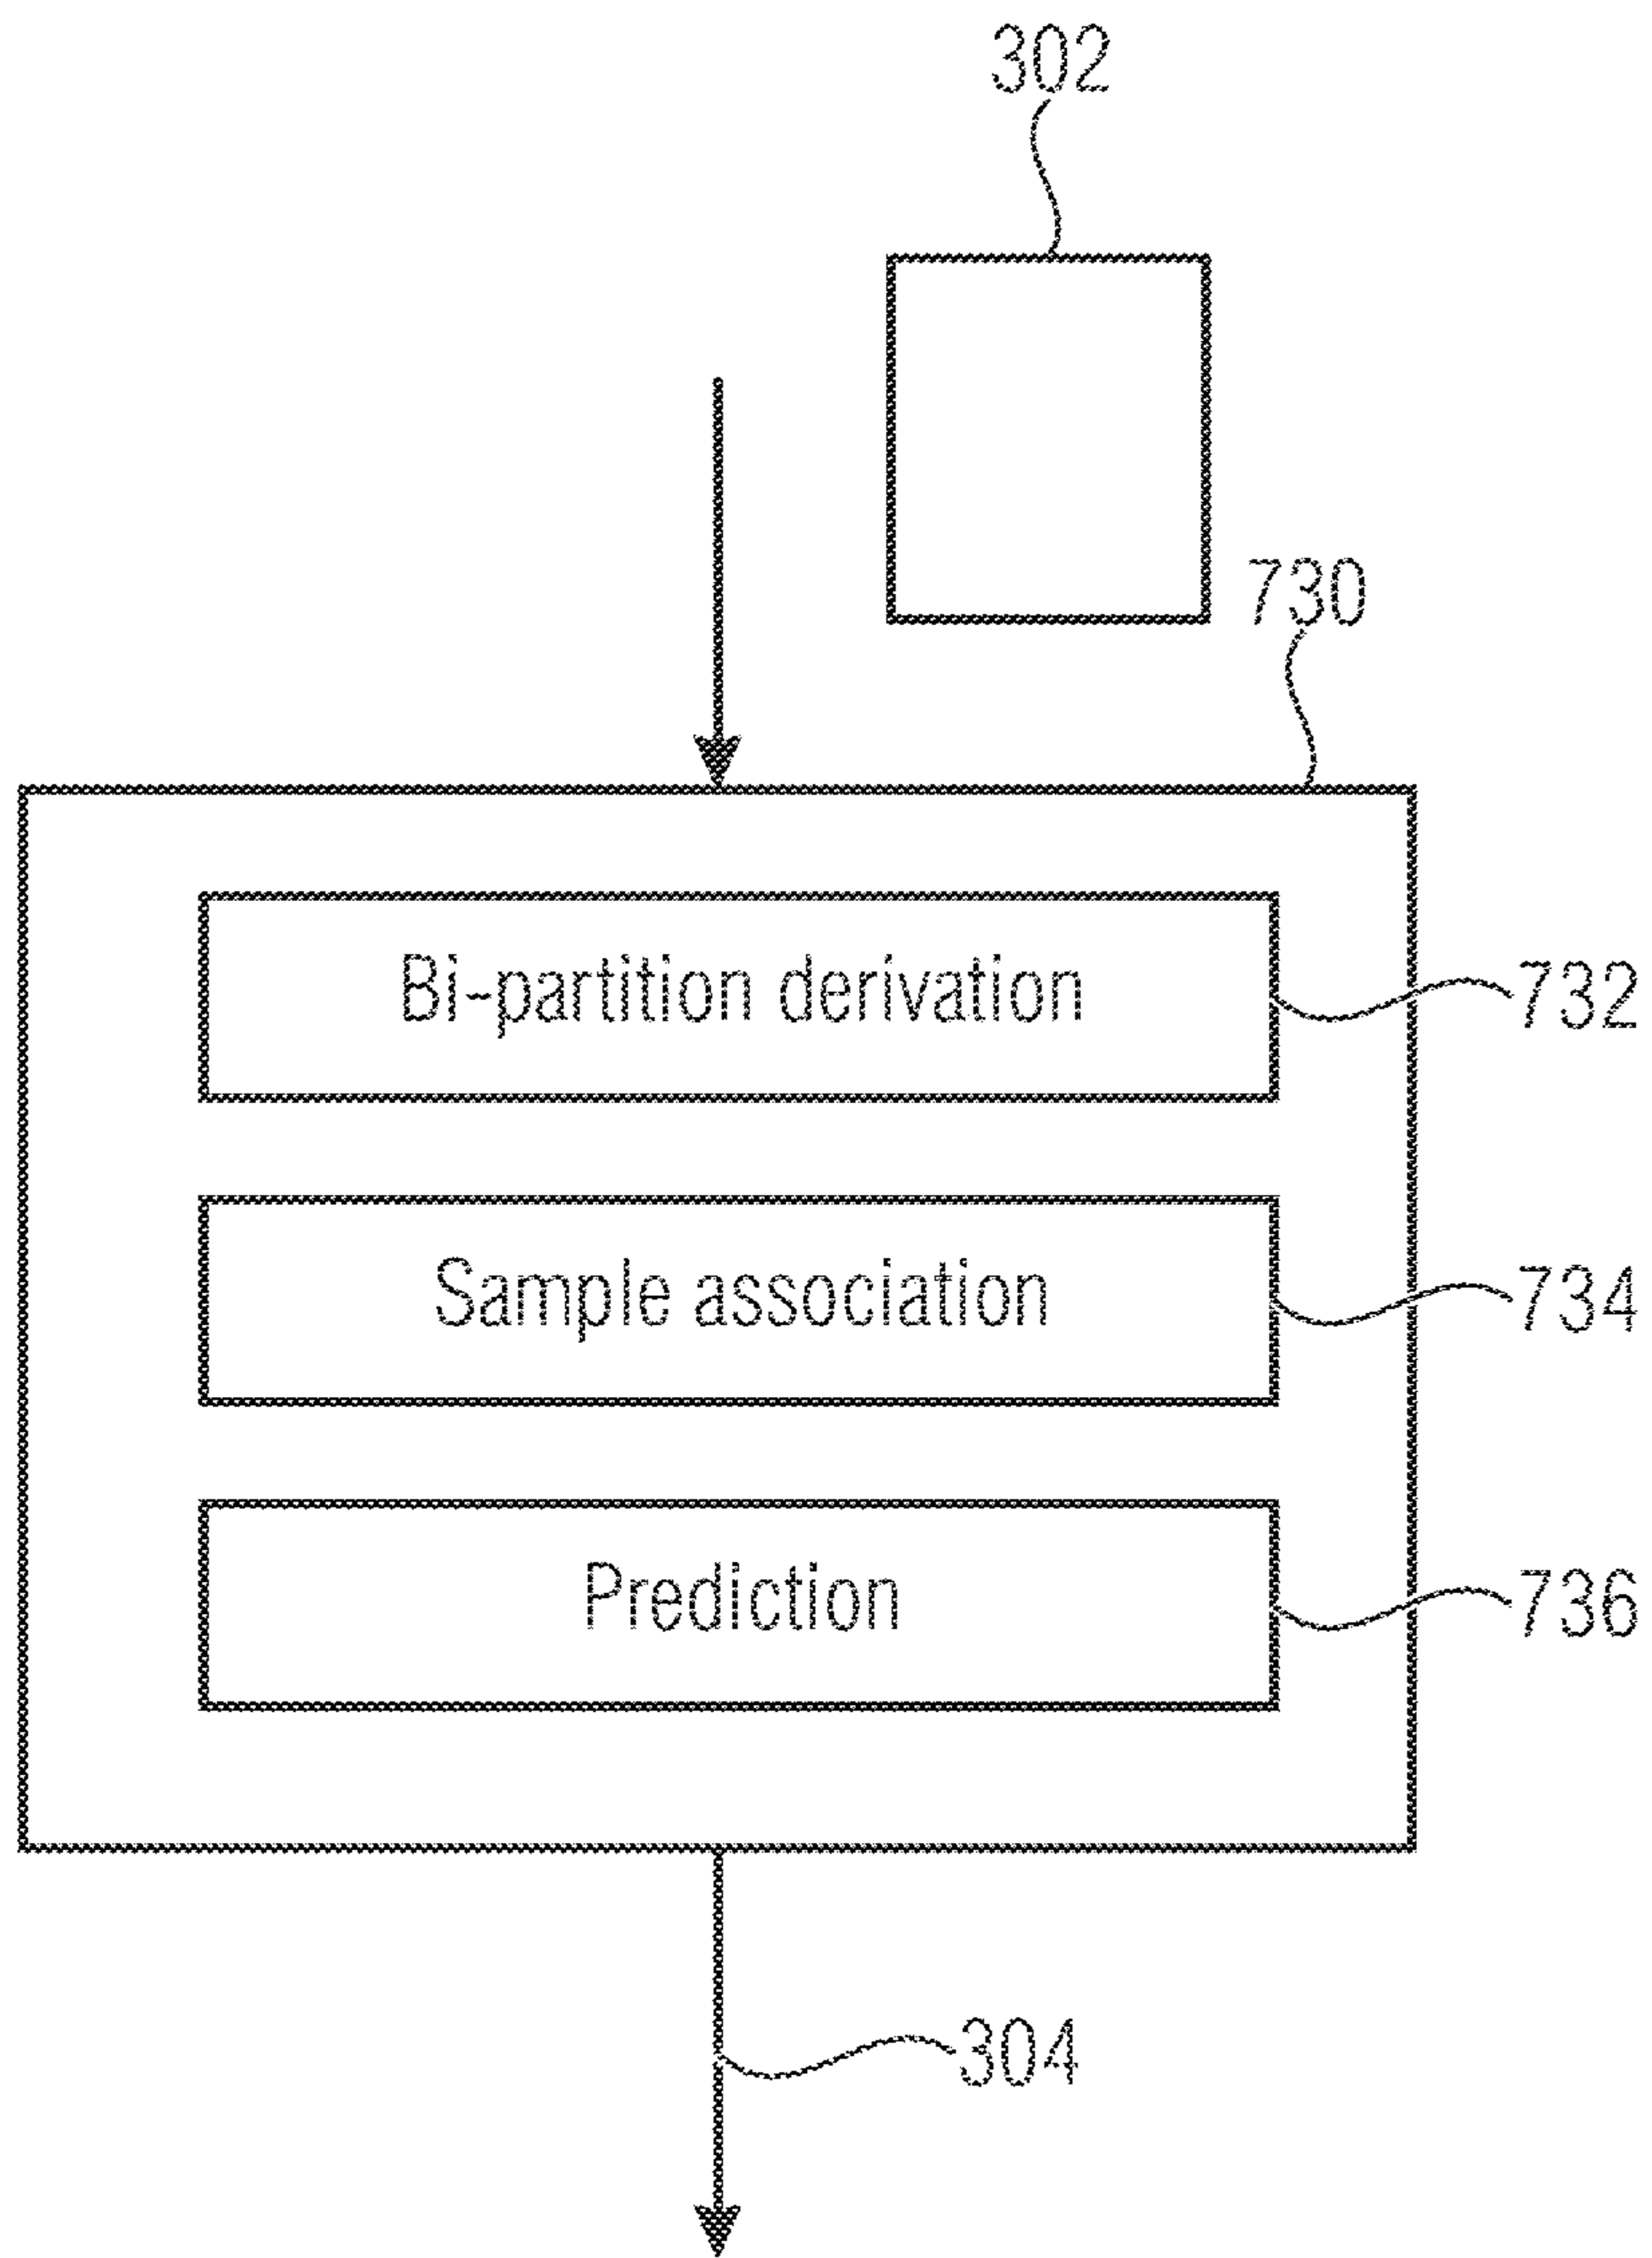 302
730
Bi-partition derivation
732
Sample association
734
Prediction
736
304